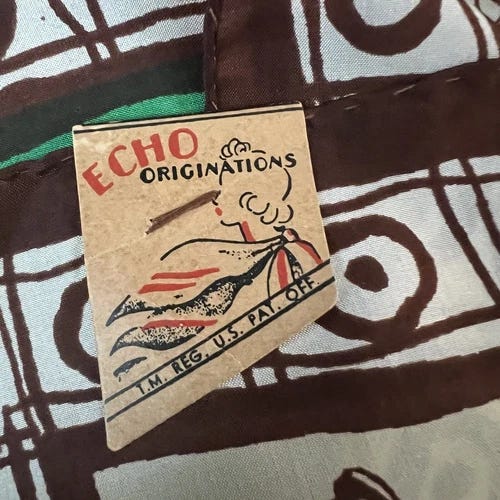 ECHO
ORIGINATIONS
T.M. REG. U.S. PAT. OFF.